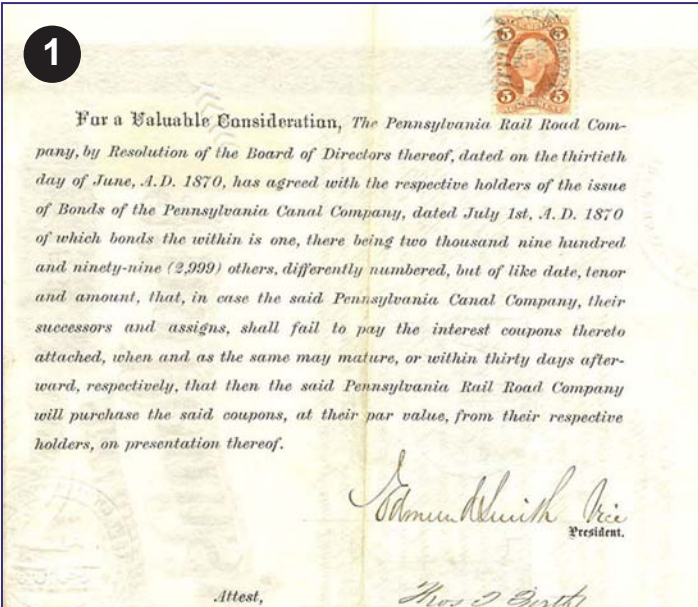 1
5 5
5 5
For a Valuable Consideration, The Pennsylvania Rail Road Com-
pany, by Resolution of the Board of Directors thereof, dated on the thirtieth
day of June, A.D. 1870, has agreed with the respective holders of the issue
of Bonds of the Pennsylvania Canal Company, dated July 1st, A.D. 1870
of which bonds the within is one, there being two thousand nine hundred
and ninety-nine (2,999) others, differently numbered, but of like date, tenor
and amount, that, in case the said Pennsylvania Canal Company, their
successors and assigns, shall fail to pay the interest coupons thereto
attached, when and as the same may mature, or within thirty days after-
ward, respectively, that then the said Pennsylvania Rail Road Company
will purchase the said coupons, at their par value, from their respective
holders, on presentation thereof.
Edmund Smith Vice
President.
Attest,
Thos